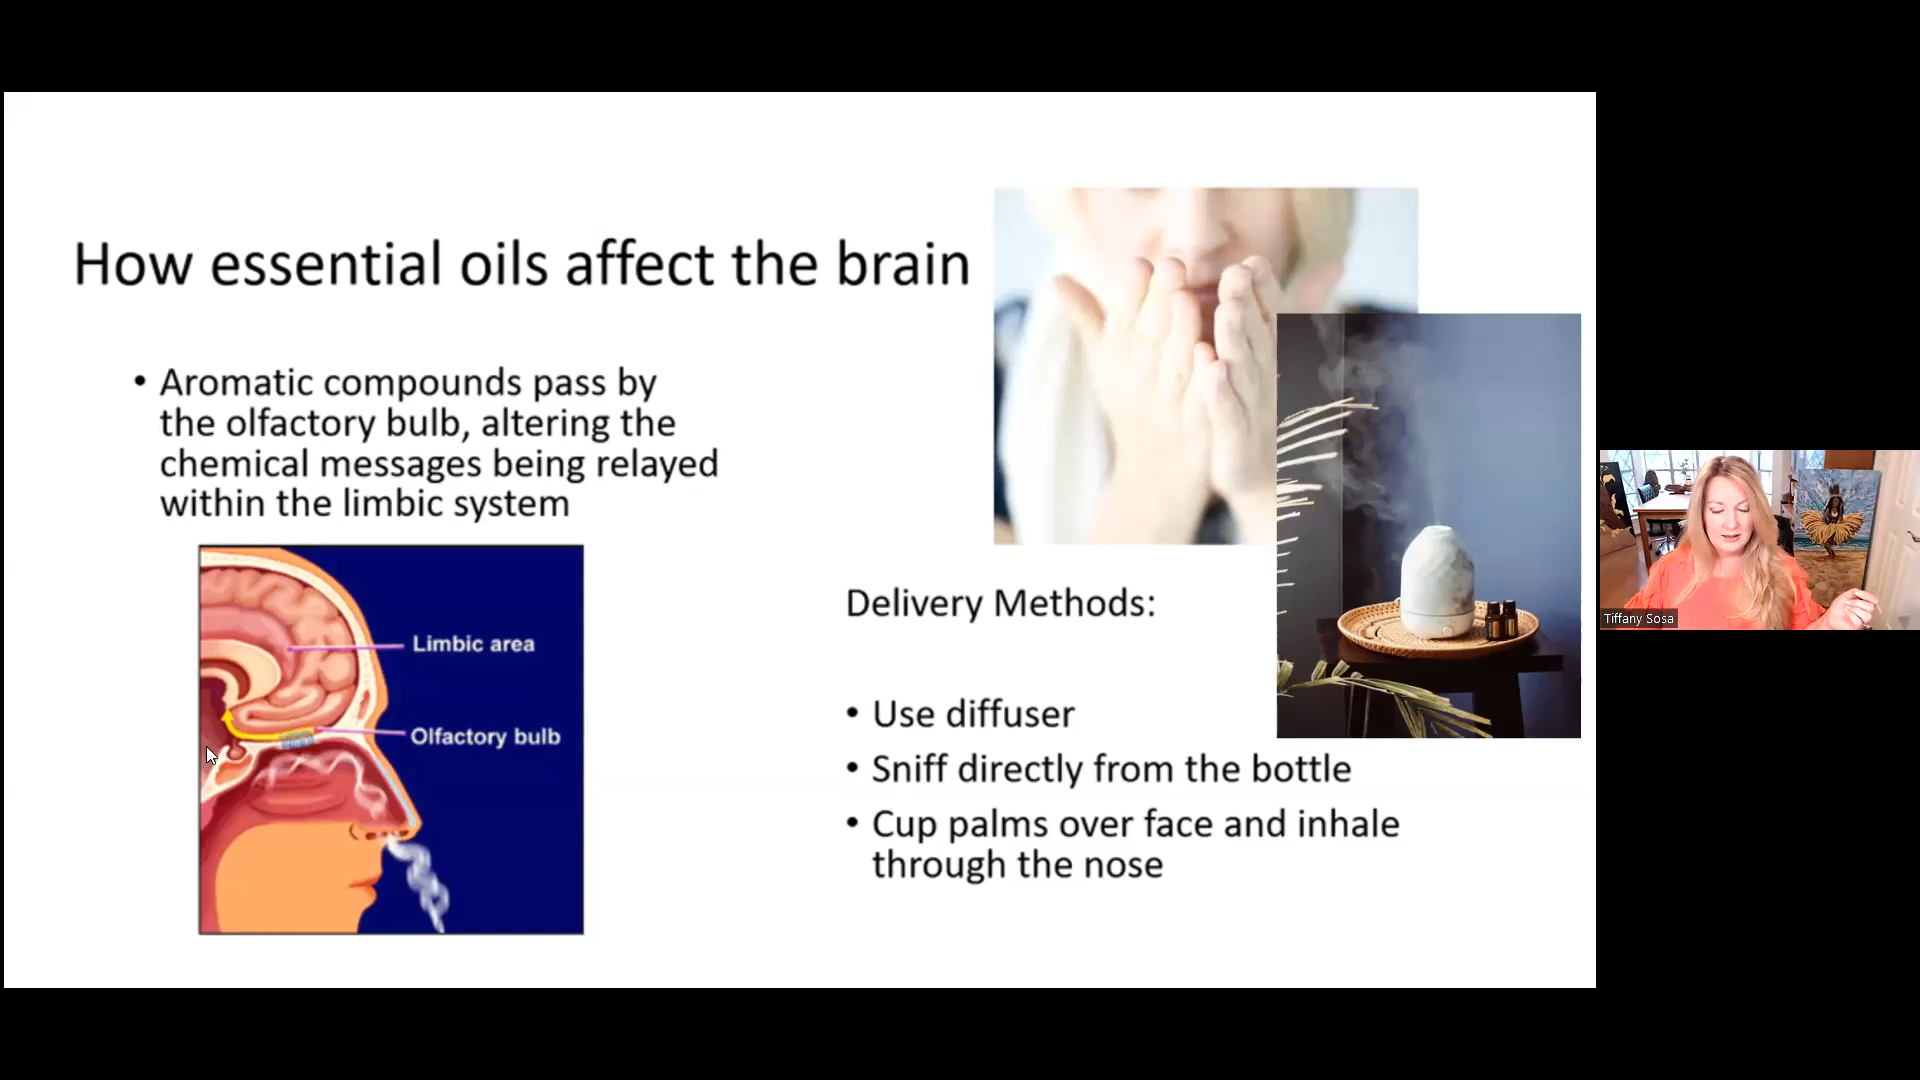 How essential oils affect the brain
• Aromatic compounds pass by
the olfactory bulb, altering the
chemical messages being relayed
within the limbic system
Limbic area
Olfactory bulb
Delivery Methods:
• Use diffuser
• Sniff directly from the bottle
• Cup palms over face and inhale
through the nose
Tiffany Sosa